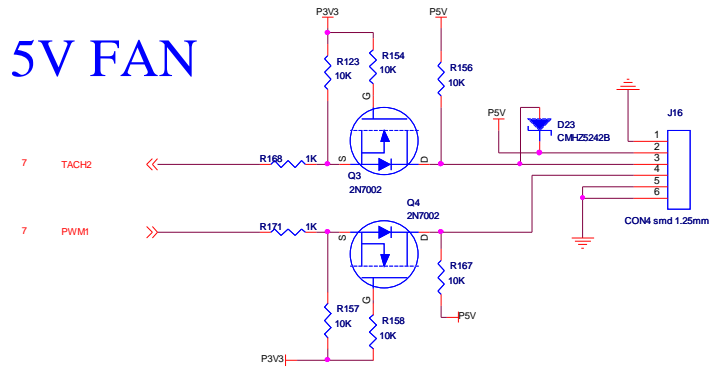 5V FAN
P3V3
P5V
R123
10K
R154
10K
R156
10K
G
P5V
D23
CMHZ5242B
J16
1
2
3
4
5
6
CON4 smd 1.25mm
7 TACH2
R168 1K
S
D
Q3
2N7002
Q4
2N7002
7 PWM1
R171 1K
S
D
G
R167
10K
P5V
R157
10K
R158
10K
P3V3